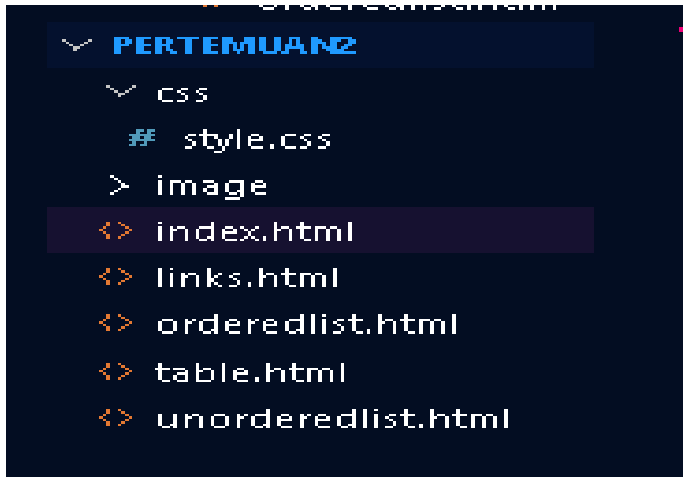 PERTEMUAN2
css
# style.css
> image
<> index.html
<> links.html
<> orderedlist.html
<> table.html
<> unorderedlist.html